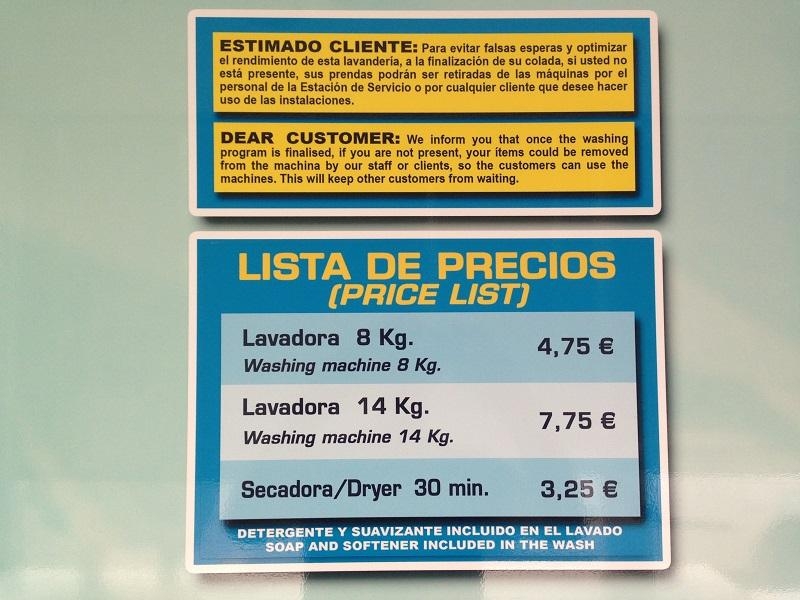 ESTIMADO CLIENTE: Para evitar falsas esperas y optimizar
el rendimiento de esta lavandería, a la finalización de su colada, si usted no
está presente, sus prendas podrán ser retiradas de las máquinas por el
personal de la Estación de Servicio o por cualquier cliente que desee hacer
uso de las instalaciones.
DEAR CUSTOMER: We inform you that once the washing
program is finalised, if you are not present, your items could be removed
from the machina by our staff or clients, so the customers can use the
machines. This will keep other customers from waiting.
LISTA DE PRECIOS
(PRICE LIST)
Lavadora 8 Kg.
Washing machine 8 Kg.
4,75 €
Lavadora 14 Kg.
Washing machine 14 Kg.
7,75 €
Secadora/Dryer 30 min. 3,25 €
DETERGENTE Y SUAVIZANTE INCLUIDO EN EL LAVADO
SOAP AND SOFTENER INCLUDED IN THE WASH